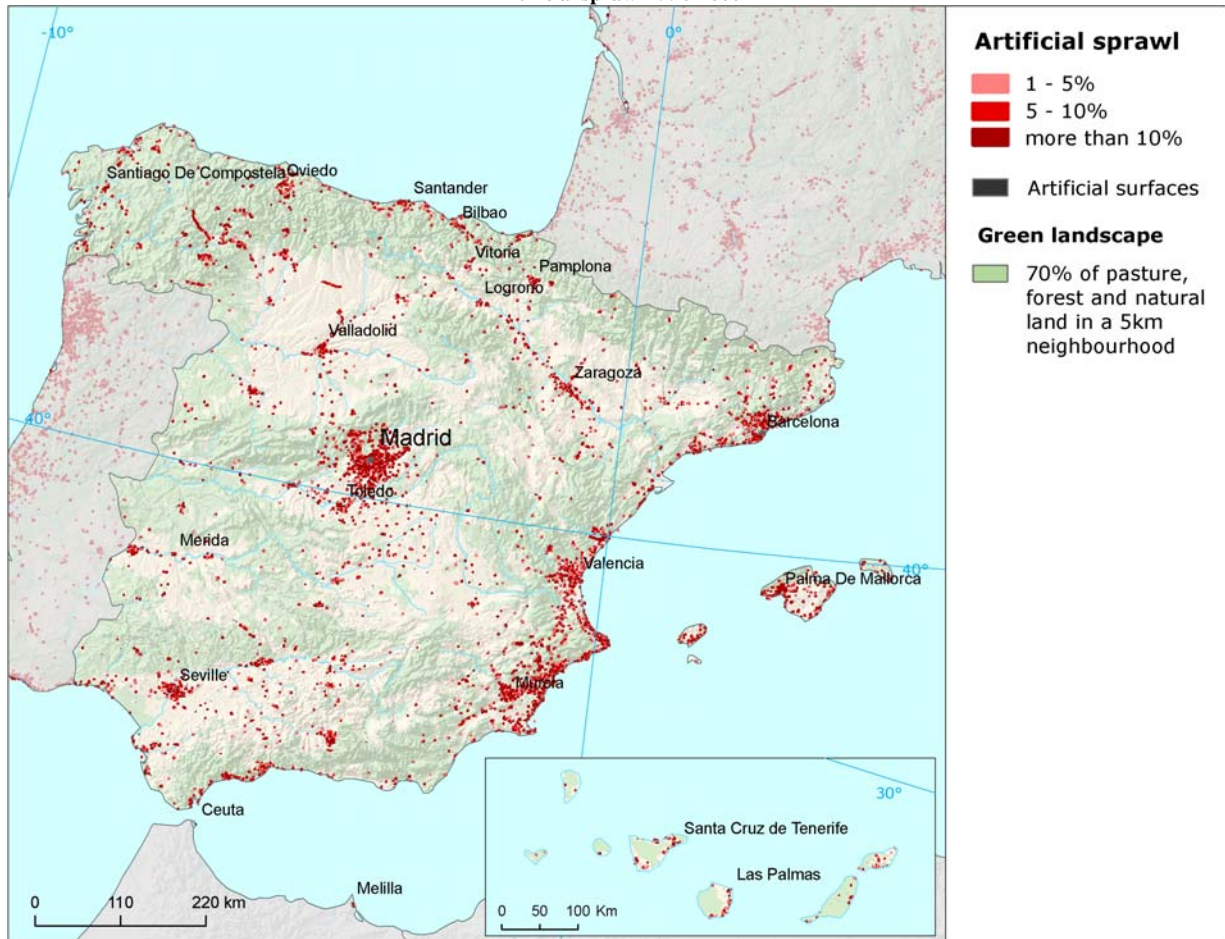 -10°
0°
Santiago De Compostela
Oviedo
Santander
Bilbao
Vitoria
Pamplona
Logrono
Valladolid
Zaragoza
Barcelona
40°
Madrid
Toledo
Merida
Valencia
40°
Palma De Mallorca
Seville
Murcia
Ceuta
Melilla
0 110 220 km
30°
Santa Cruz de Tenerife
Las Palmas
0 50 100 Km
Artificial sprawl
1 - 5%
5 - 10%
more than 10%
Artificial surfaces
Green landscape
70% of pasture,
forest and natural
land in a 5km
neighbourhood